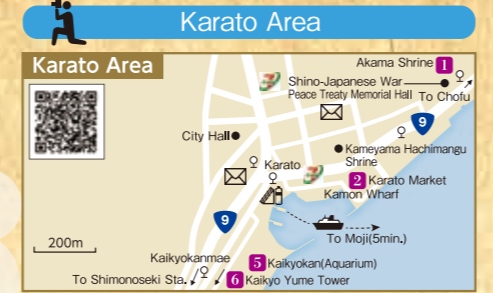 Karato Area
Karato Area
Akama Shrine 1
Shino-Japanese War
Peace Treaty Memorial Hall
To Chofu
9
City Hall
Kameyama Hachimangu
Shrine
Karato
2 Karato Market
Kamon Wharf
9
To Moji(5min.)
200m
Kaikyokanmae
5 Kaikyokan(Aquarium)
To Shimonoseki Sta.
6 Kaikyo Yume Tower